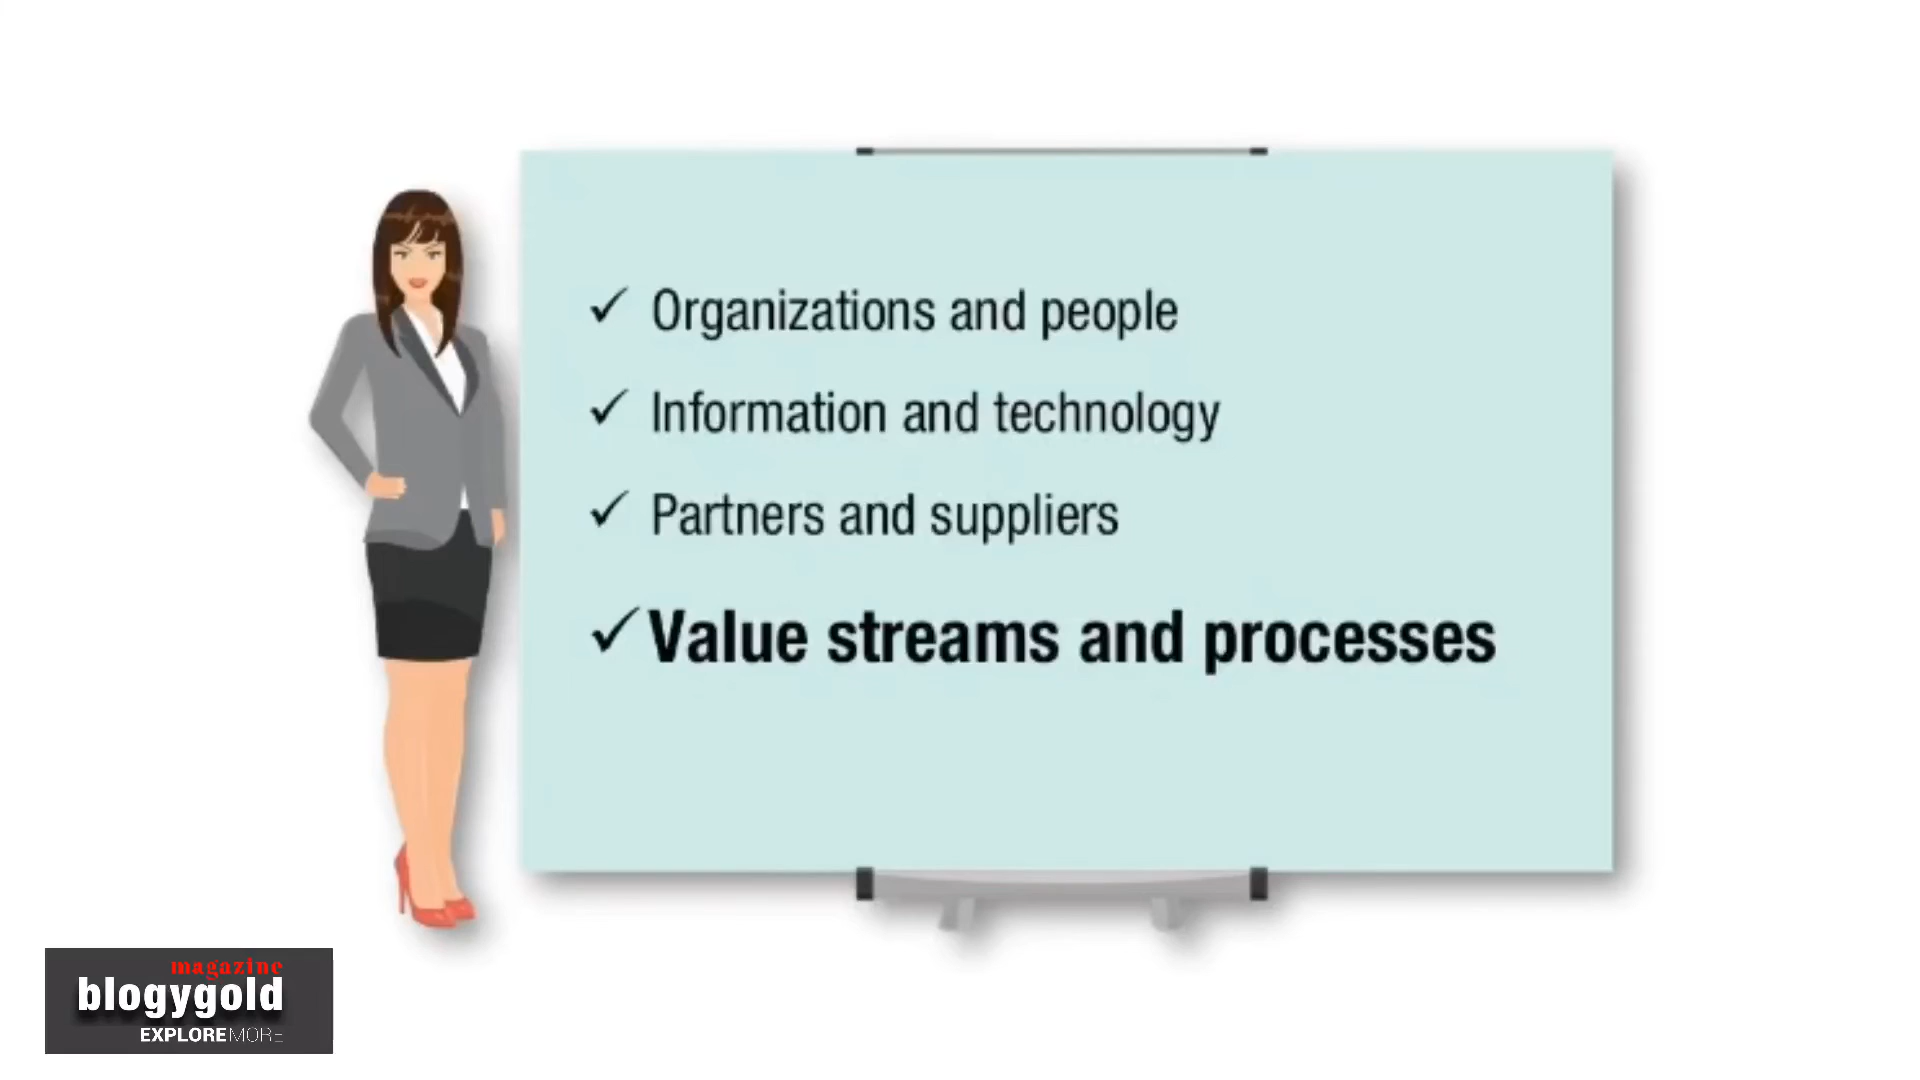 ✓ Organizations and people
✓ Information and technology
✓ Partners and suppliers
✓ Value streams and processes
magazine
blogygold
EXPLOREMORE